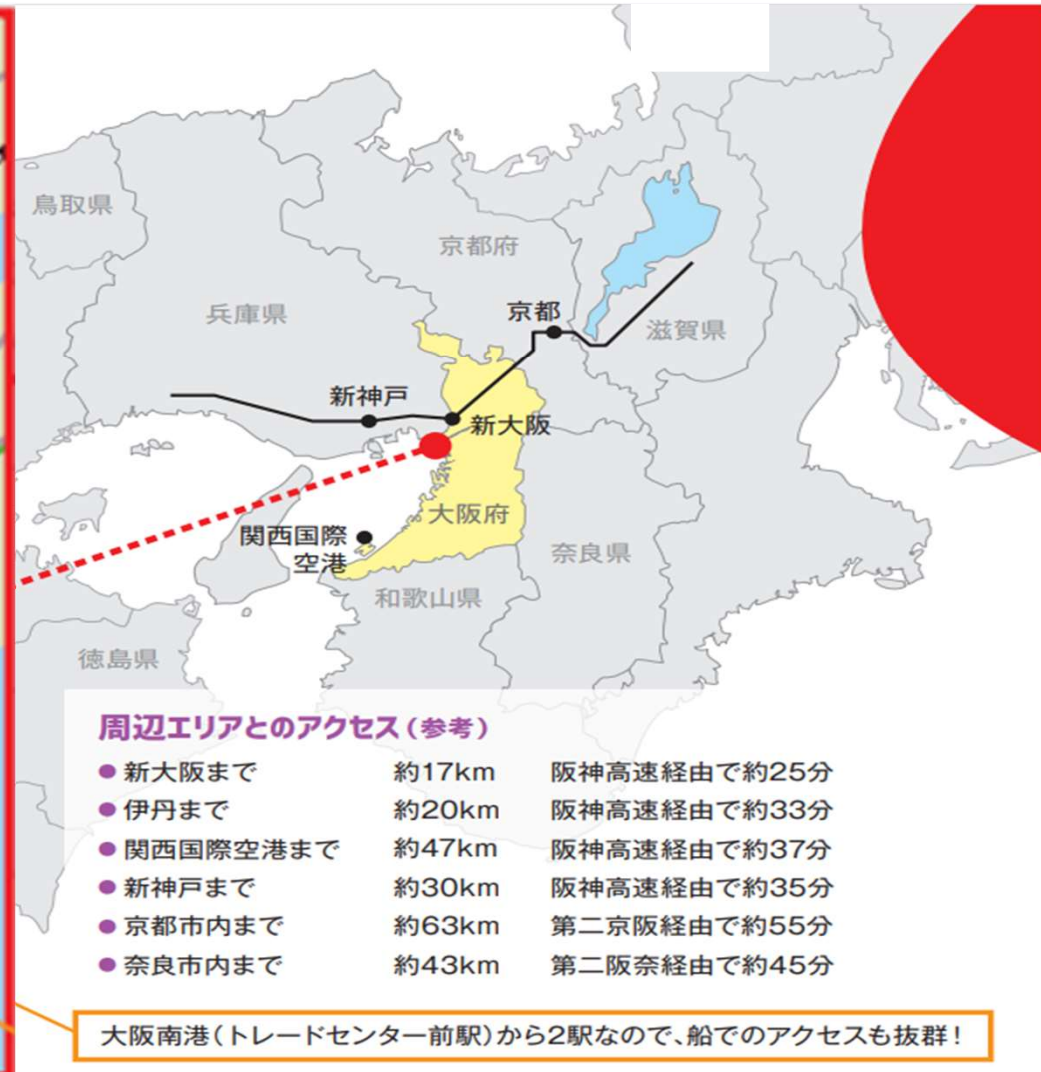 鳥取県
京都府
兵庫県
京都
滋賀県
新神戸
新大阪
大阪府
関西国際
空港
奈良県
和歌山県
徳島県
周辺エリアとのアクセス（参考）
● 新大阪まで 約17km 阪神高速経由で約25分
● 伊丹まで 約20km 阪神高速経由で約33分
● 関西国際空港まで 約47km 阪神高速経由で約37分
● 新神戸まで 約30km 阪神高速経由で約35分
● 京都市内まで 約63km 第二京阪経由で約55分
● 奈良市内まで 約43km 第二阪奈経由で約45分
大阪南港（トレードセンター前駅）から2駅なので、船でのアクセスも抜群！